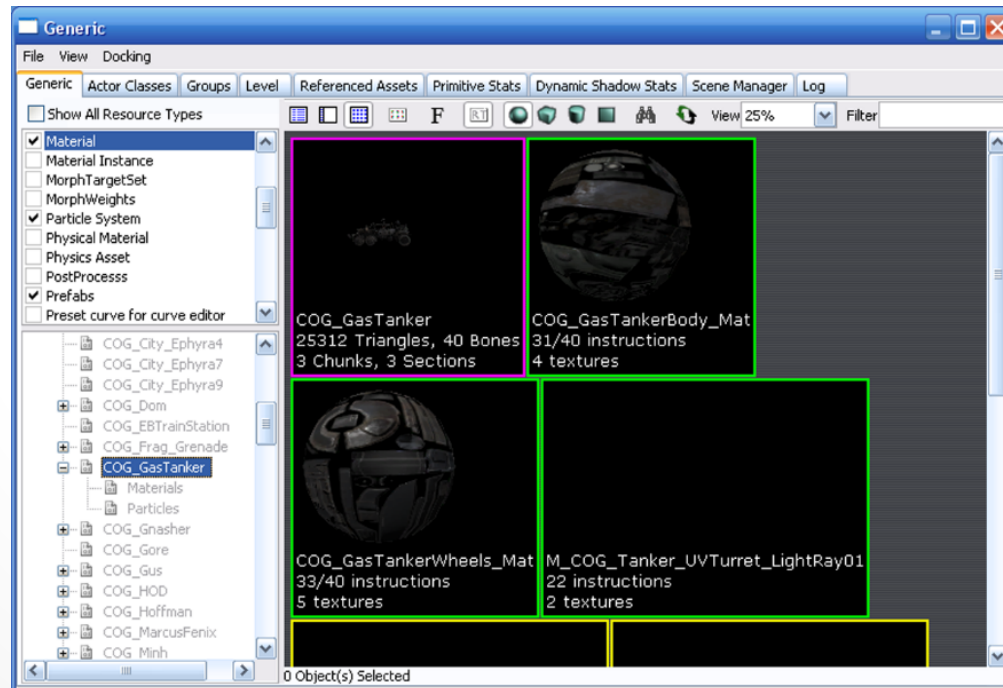 Generic
File View Docking
Generic Actor Classes Groups Level Referenced Assets Primitive Stats Dynamic Shadow Stats Scene Manager Log
Show All Resource Types
F RT View 25% Filter
Material
Material Instance
MorphTargetSet
MorphWeights
Particle System
Physical Material
Physics Asset
PostProcesss
Prefabs
Preset curve for curve editor
COG_City_Ephyra4
COG_City_Ephyra7
COG_City_Ephyra9
COG_Dom
COG_EBTrainStation
COG_Frag_Grenade
COG_GasTanker
Materials
Particles
COG_Gnasher
COG_Gore
COG_Gus
COG_HOD
COG_Hoffman
COG_MarcusFenix
COG_Minh
COG_GasTanker
25312 Triangles, 40 Bones
3 Chunks, 3 Sections
COG_GasTankerBody_Mat
31/40 instructions
4 textures
COG_GasTankerWheels_Mat
33/40 instructions
5 textures
M_COG_Tanker_UVTurret_LightRay01
22 instructions
2 textures
0 Object(s) Selected